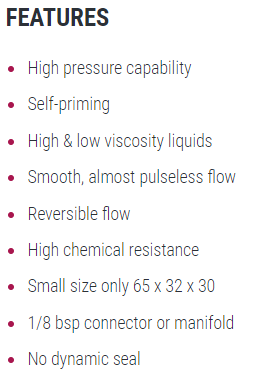 FEATURES
High pressure capability
Self-priming
High & low viscosity liquids
Smooth, almost pulseless flow
Reversible flow
High chemical resistance
Small size only 65 x 32 x 30
1/8 bsp connector or manifold
No dynamic seal